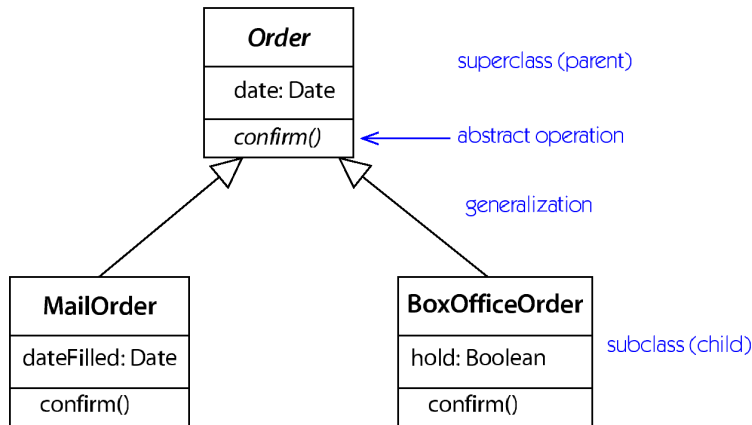 Order
superclass (parent)
date: Date
confirm()
abstract operation
generalization
MailOrder
BoxOfficeOrder
dateFilled: Date
hold: Boolean
subclass (child)
confirm()
confirm()